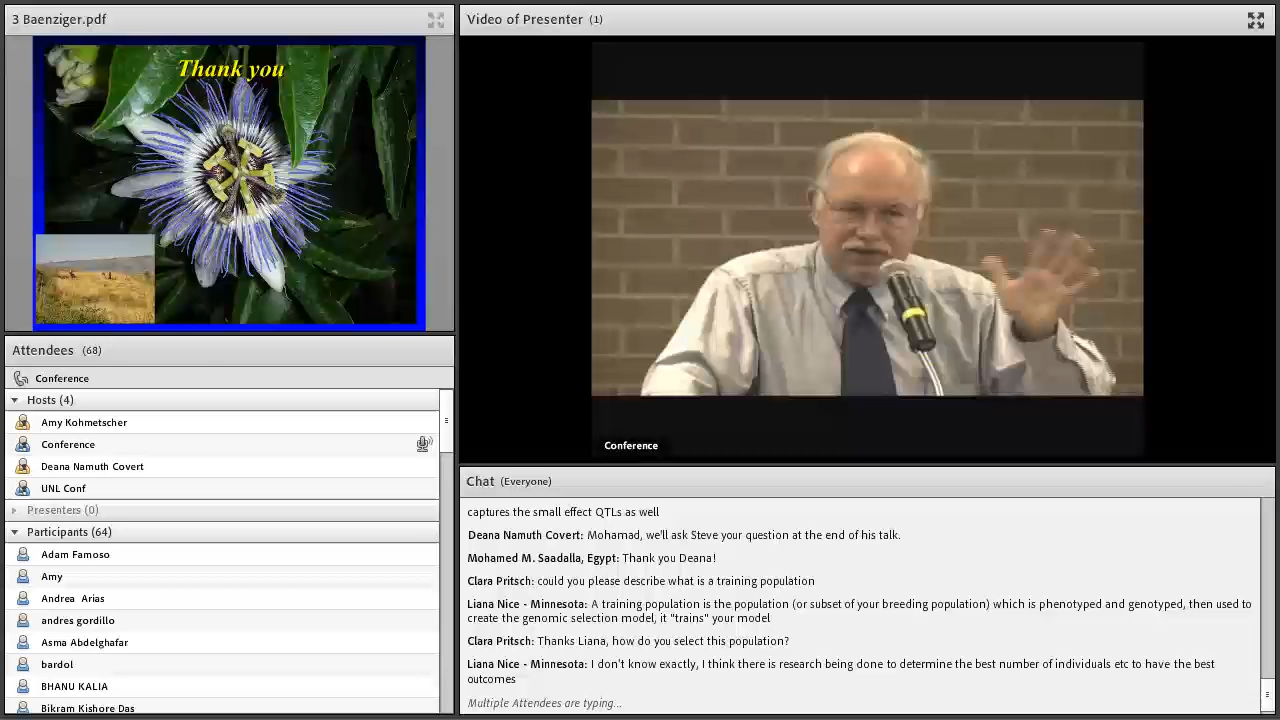 3 Baenziger.pdf
Thank you
Attendees (68)
Conference
Hosts (4)
Amy Kohmetscher
Conference
Deana Namuth Covert
UNL Conf
Presenters (0)
Participants (64)
Adam Famoso
Amy
Andrea Arias
andres gordillo
Asma Abdelghafar
bardol
BHANU KALIA
Bikram Kishore Das
Video of Presenter (1)
Conference
Chat (Everyone)
captures the small effect QTLs as well
Deana Namuth Covert: Mohamad, we'll ask Steve your question at the end of his talk.
Mohamed M. Saadalla, Egypt: Thank you Deana!
Clara Pritsch: could you please describe what is a training population
Liana Nice - Minnesota: A training population is the population (or subset of your breeding population) which is phenotyped and genotyped, then used to
create the genomic selection model, it "trains" your model
Clara Pritsch: Thanks Liana, how do you select this population?
Liana Nice - Minnesota: I don't know exactly, I think there is research being done to determine the best number of individuals etc to have the best
outcomes
Multiple Attendees are typing...